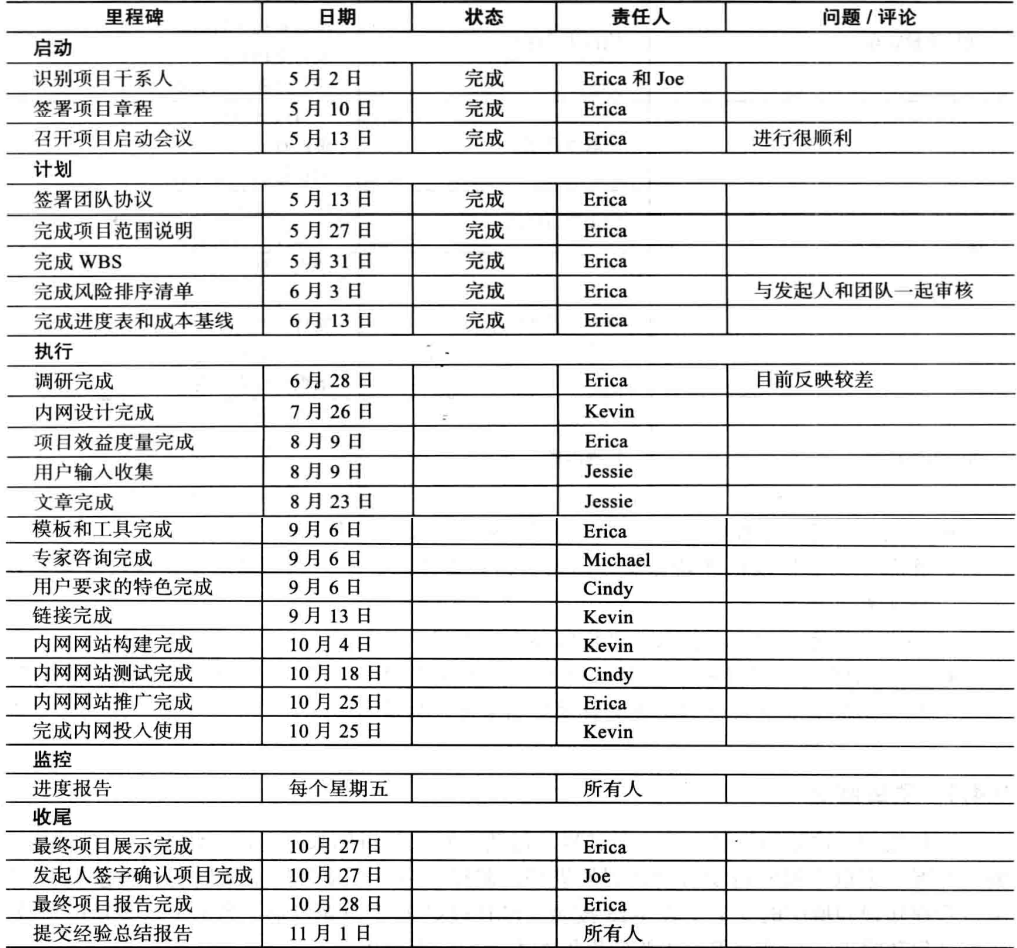 里程碑 日期 状态 责任人 问题 / 评论
启动
识别项目干系人 5 月 2 日 完成 Erica 和 Joe
签署项目章程 5 月 10 日 完成 Erica
召开项目启动会议 5 月 13 日 完成 Erica 进行很顺利
计划
签署团队协议 5 月 13 日 完成 Erica
完成项目范围说明 5 月 27 日 完成 Erica
完成 WBS 5 月 31 日 完成 Erica
完成风险排序清单 6 月 3 日 完成 Erica 与发起人和团队一起审核
完成进度表和成本基线 6 月 13 日 完成 Erica
执行
调研完成 6 月 28 日 Erica 目前反映较差
内网设计完成 7 月 26 日 Kevin
项目效益度量完成 8 月 9 日 Erica
用户输入收集 8 月 9 日 Jessie
文章完成 8 月 23 日 Jessie
模板和工具完成 9 月 6 日 Erica
专家咨询完成 9 月 6 日 Michael
用户要求的特色完成 9 月 6 日 Cindy
链接完成 9 月 13 日 Kevin
内网网站构建完成 10 月 4 日 Kevin
内网网站测试完成 10 月 18 日 Cindy
内网网站推广完成 10 月 25 日 Erica
完成内网投入使用 10 月 25 日 Kevin
监控
进度报告 每个星期五 所有人
收尾
最终项目展示完成 10 月 27 日 Erica
发起人签字确认项目完成 10 月 27 日 Joe
最终项目报告完成 10 月 28 日 Erica
提交经验总结报告 11 月 1 日 所有人